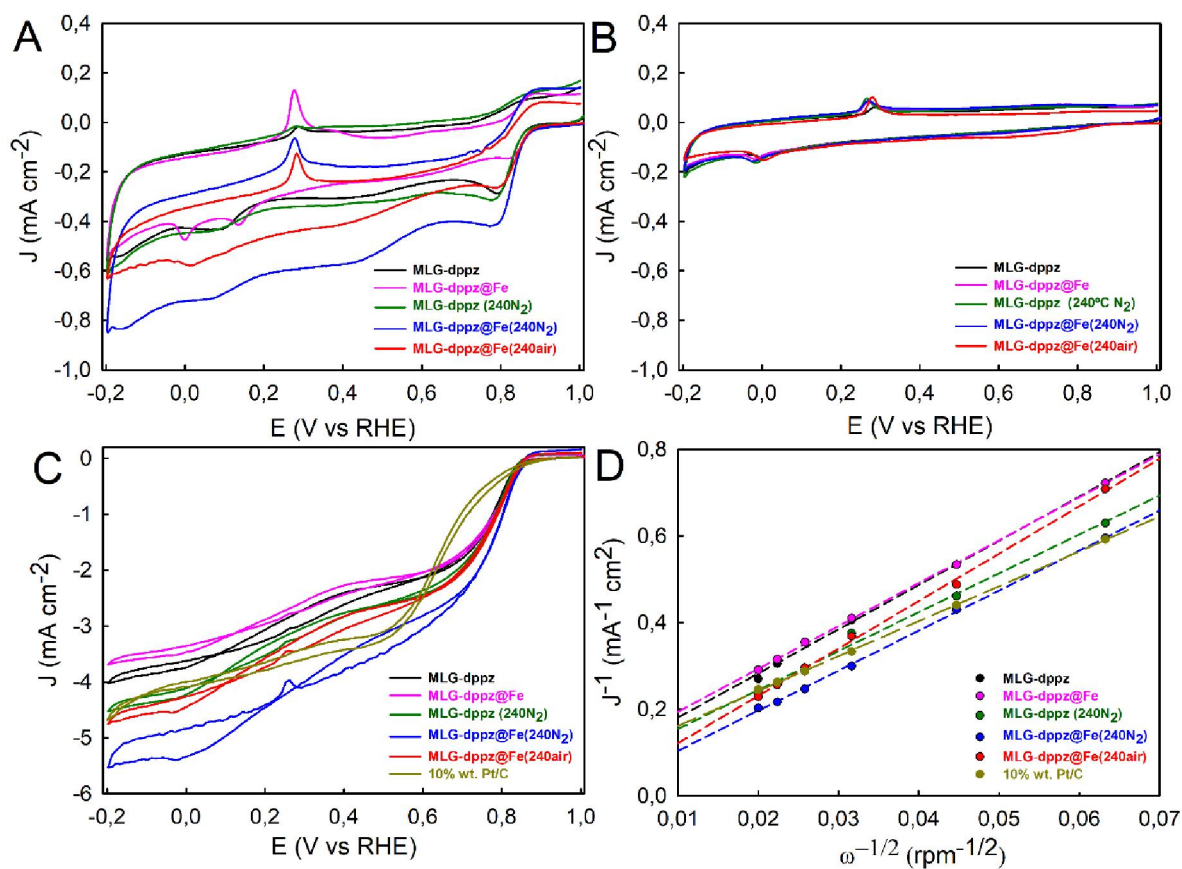 A
0,4
0,2
0,0
-0,2
-0,4
-0,6
-0,8
-1,0
J (mA cm-2)
MLG-dppz
MLG-dppz@Fe
MLG-dppz (240N2)
MLG-dppz@Fe(240N2)
MLG-dppz@Fe(240air)
-0,2 0,0 0,2 0,4 0,6 0,8 1,0
E (V vs RHE)
B
0,4
0,2
0,0
-0,2
-0,4
-0,6
-0,8
-1,0
J (mA cm-2)
MLG-dppz
MLG-dppz@Fe
MLG-dppz (240ºC N2)
MLG-dppz@Fe(240N2)
MLG-dppz@Fe(240air)
-0,2 0,0 0,2 0,4 0,6 0,8 1,0
E (V vs RHE)
C
0
-1
-2
-3
-4
-5
-6
J (mA cm-2)
MLG-dppz
MLG-dppz@Fe
MLG-dppz (240N2)
MLG-dppz@Fe(240N2)
MLG-dppz@Fe(240air)
10% wt. Pt/C
-0,2 0,0 0,2 0,4 0,6 0,8 1,0
E (V vs RHE)
D
0,8
0,6
0,4
0,2
0,0
J-1 (mA-1 cm2)
MLG-dppz
MLG-dppz@Fe
MLG-dppz (240N2)
MLG-dppz@Fe(240N2)
MLG-dppz@Fe(240air)
10% wt. Pt/C
0,01 0,02 0,03 0,04 0,05 0,06 0,07
ω−1/2 (rpm-1/2)